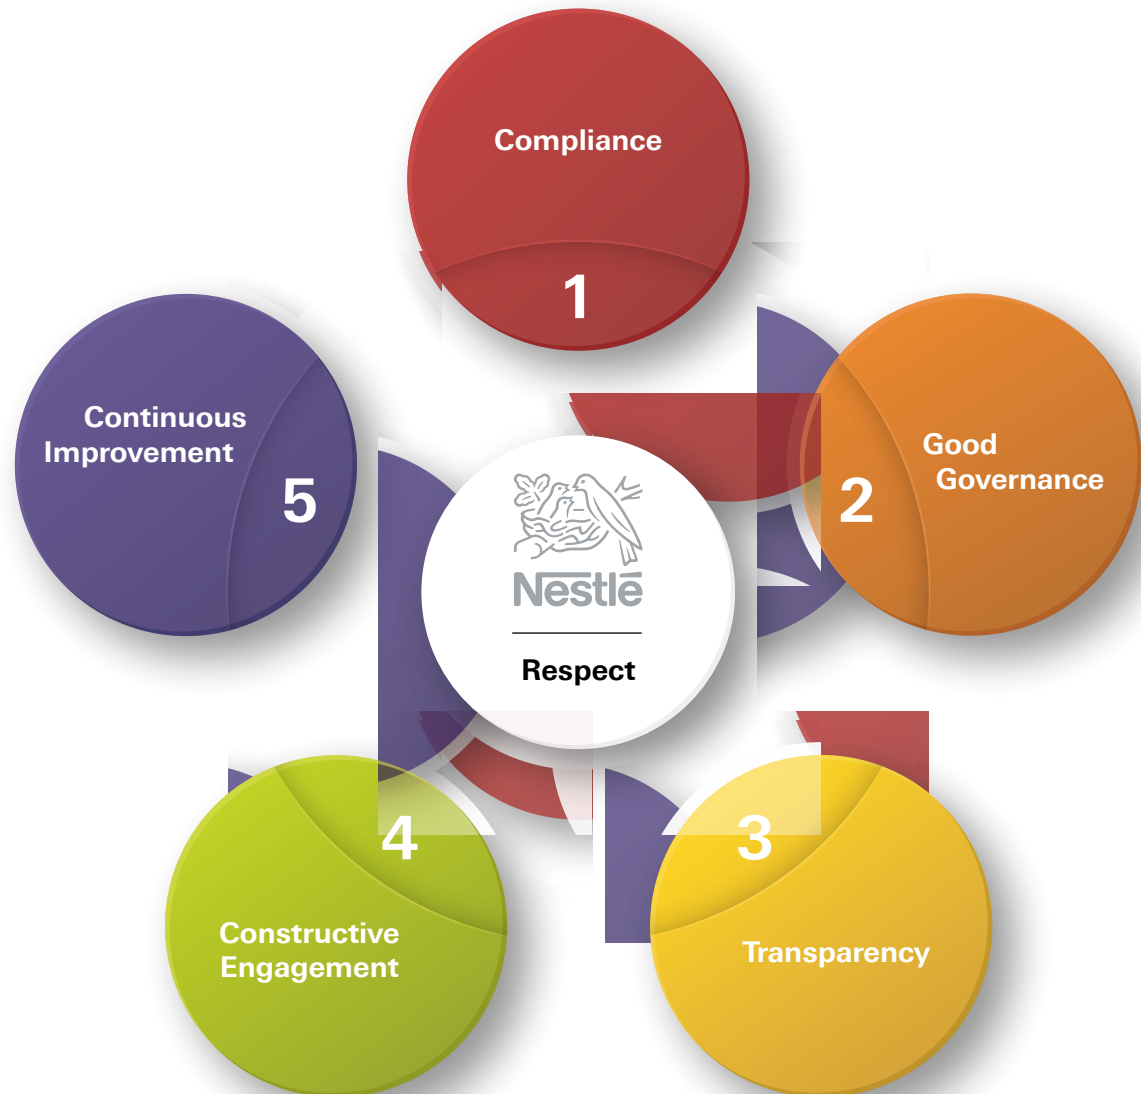 Compliance
1
Good
Governance
2
3
Transparency
4
Constructive
Engagement
Continuous
Improvement
5
Nestlé
Respect